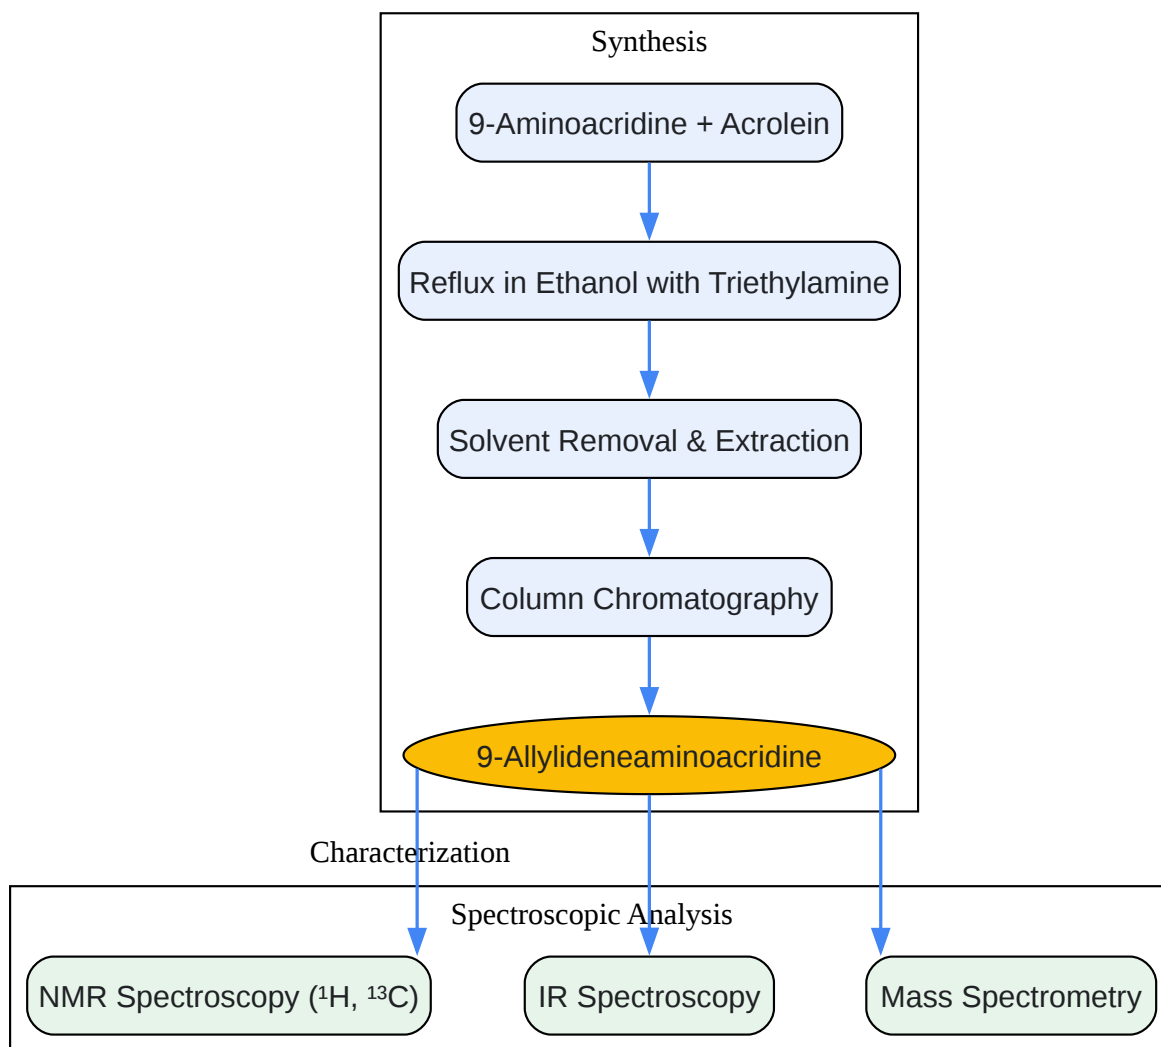 Synthesis
9-Aminoacridine + Acrolein
Reflux in Ethanol with Triethylamine
Solvent Removal & Extraction
Column Chromatography
9-Allylideneaminoacridine
Characterization
Spectroscopic Analysis
NMR Spectroscopy (¹H, ¹³C)
IR Spectroscopy
Mass Spectrometry